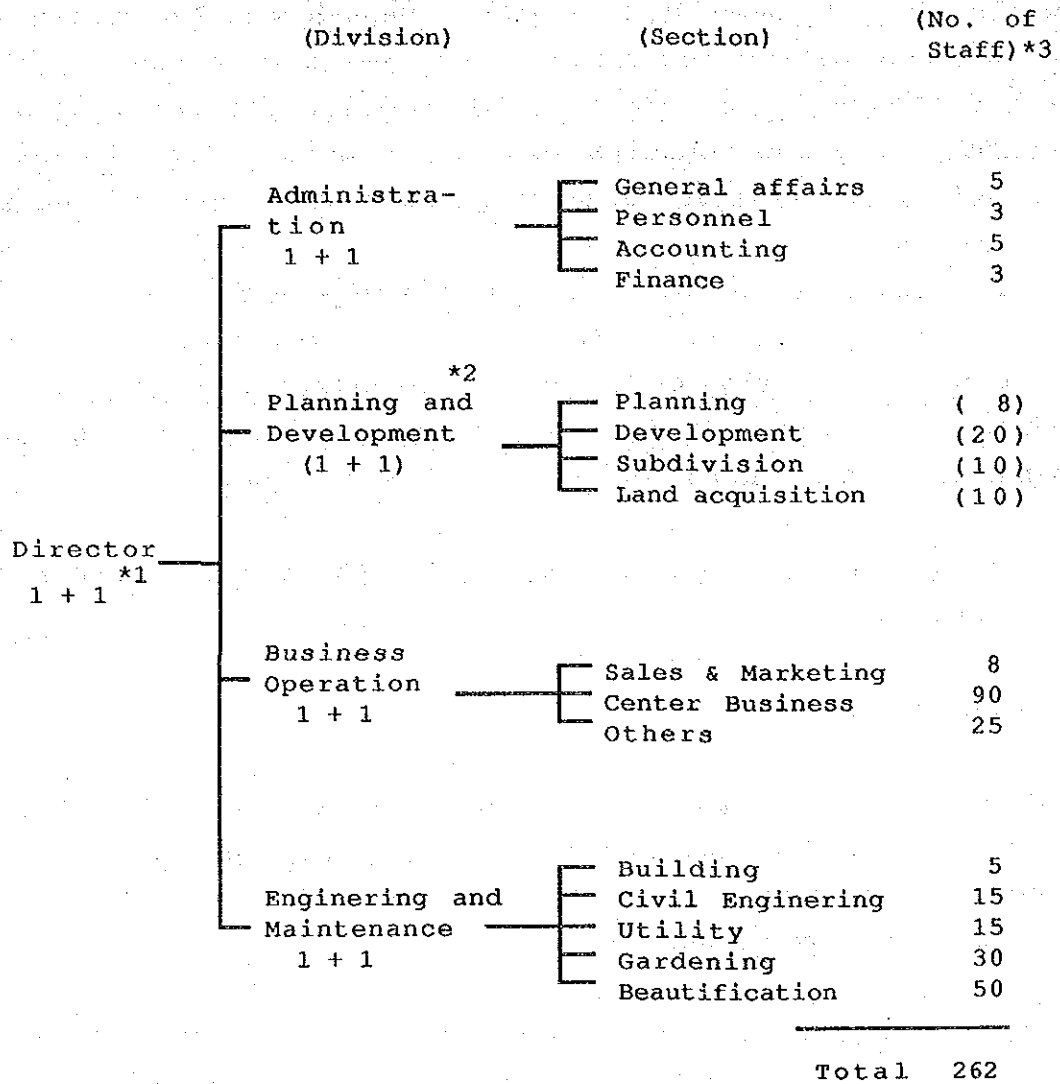 (Division) (Section) (No. of
Staff)*3
Administra-
tion
1 + 1
General affairs 5
Personnel 3
Accounting 5
Finance 3
*2
Planning and
Development
(1 + 1)
Planning ( 8)
Development (20)
Subdivision (10)
Land acquisition (10)
Director
*1
1 + 1
Business
Operation
1 + 1
Sales & Marketing 8
Center Business 90
Others 25
Enginering and
Maintenance
1 + 1
Building 5
Civil Enginering 15
Utility 15
Gardening 30
Beautification 50
Total 262